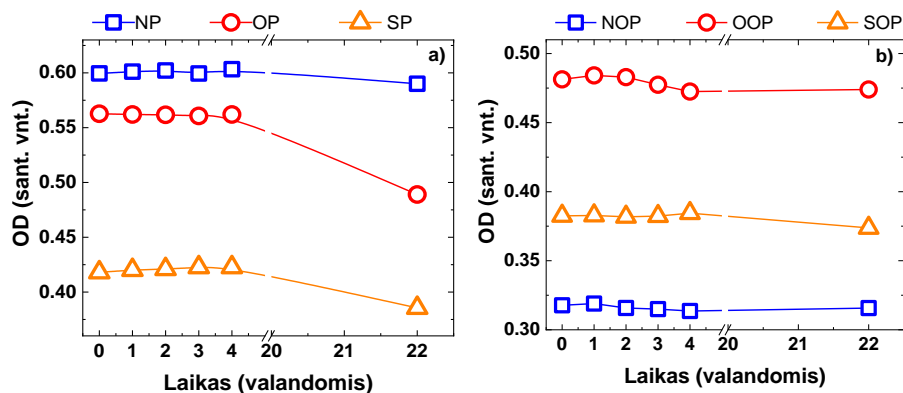 NP OP SP
a)
0.60
0.55
0.50
0.45
0.40
OD (sant. vnt.)
0 1 2 3 4 20 21 22
Laikas (valandomis)
NOP OOP SOP
b)
0.50
0.45
0.40
0.35
0.30
OD (sant. vnt.)
0 1 2 3 4 20 21 22
Laikas (valandomis)